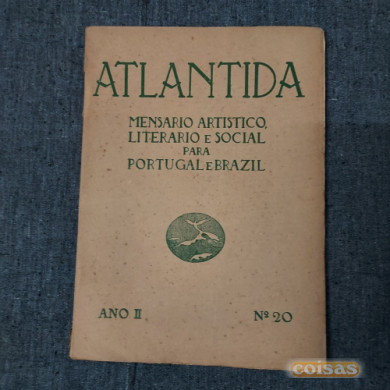 ATLANTIDA
MENSARIO ARTISTICO,
LITERARIO E SOCIAL
PARA
PORTUGAL E BRAZIL
ANO II Nº 20
coisas